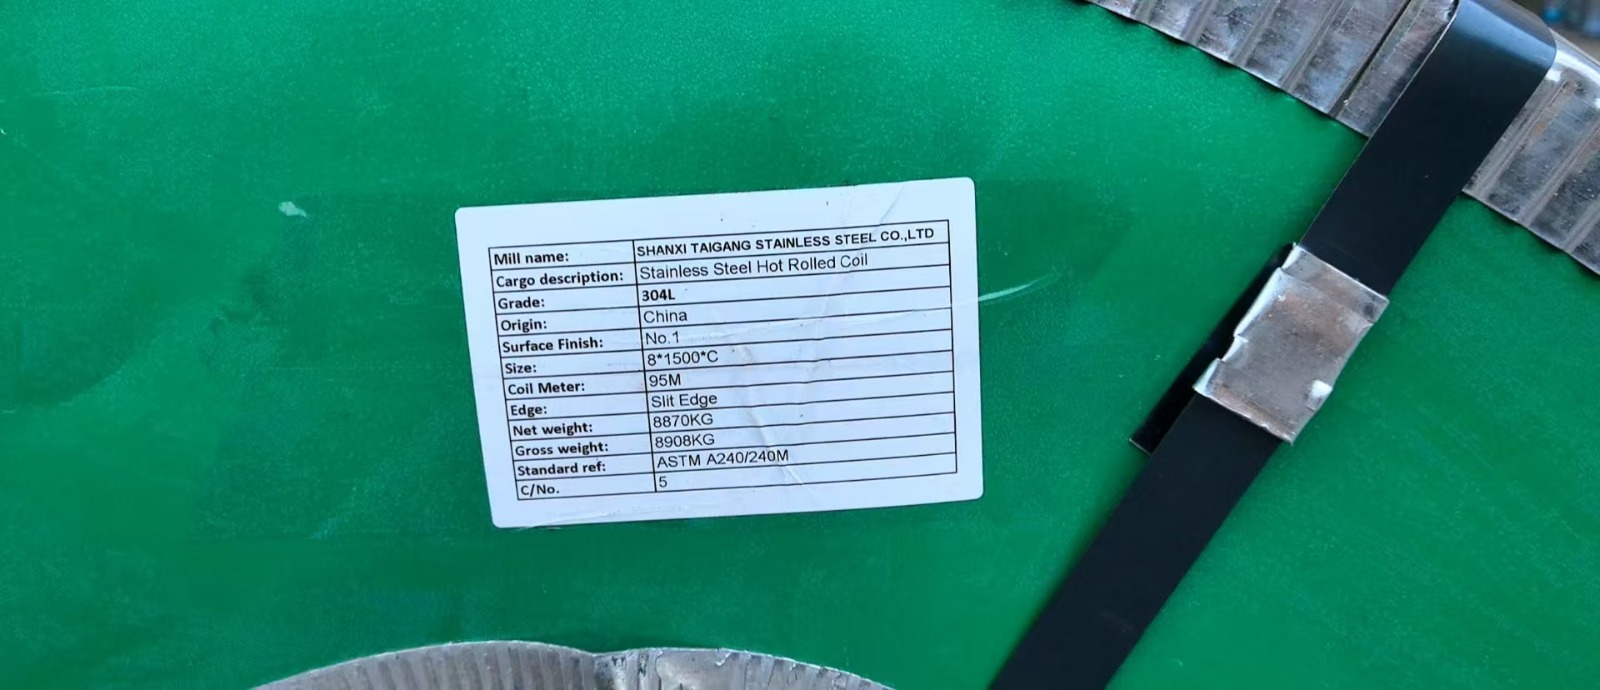 Mill name: SHANXI TAIGANG STAINLESS STEEL CO.,LTD
Cargo description: Stainless Steel Hot Rolled Coil
Grade: 304L
Origin: China
Surface Finish: No.1
Size: 8*1500*C
Coil Meter: 95M
Edge: Slit Edge
Net weight: 8870KG
Gross weight: 8908KG
Standard ref: ASTM A240/240M
C/No. 5